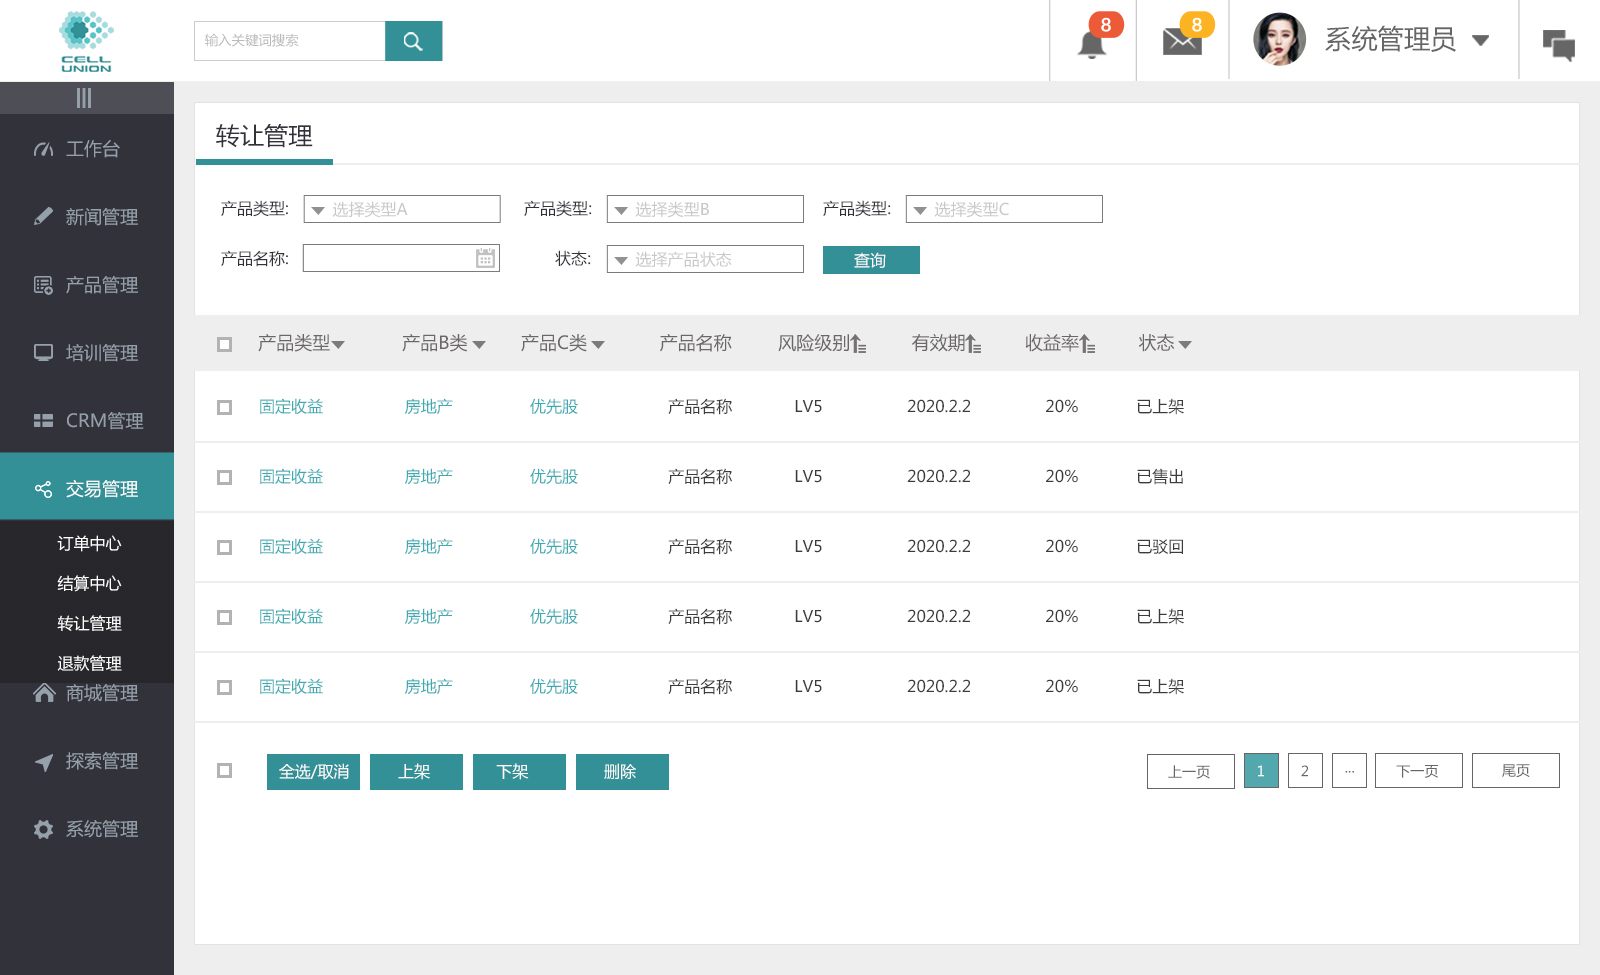 CELL
UNION
输入关键词搜索
8
8
系统管理员
工作台
新闻管理
产品管理
培训管理
CRM管理
交易管理
订单中心
结算中心
转让管理
退款管理
商城管理
探索管理
系统管理
转让管理
产品类型: 选择类型A 产品类型: 选择类型B 产品类型: 选择类型C
产品名称: 状态: 选择产品状态 查询
产品类型 产品B类 产品C类 产品名称 风险级别 有效期 收益率 状态
固定收益 房地产 优先股 产品名称 LV5 2020.2.2 20% 已上架
固定收益 房地产 优先股 产品名称 LV5 2020.2.2 20% 已售出
固定收益 房地产 优先股 产品名称 LV5 2020.2.2 20% 已驳回
固定收益 房地产 优先股 产品名称 LV5 2020.2.2 20% 已上架
固定收益 房地产 优先股 产品名称 LV5 2020.2.2 20% 已上架
全选/取消 上架 下架 删除 上一页 1 2 ... 下一页 尾页